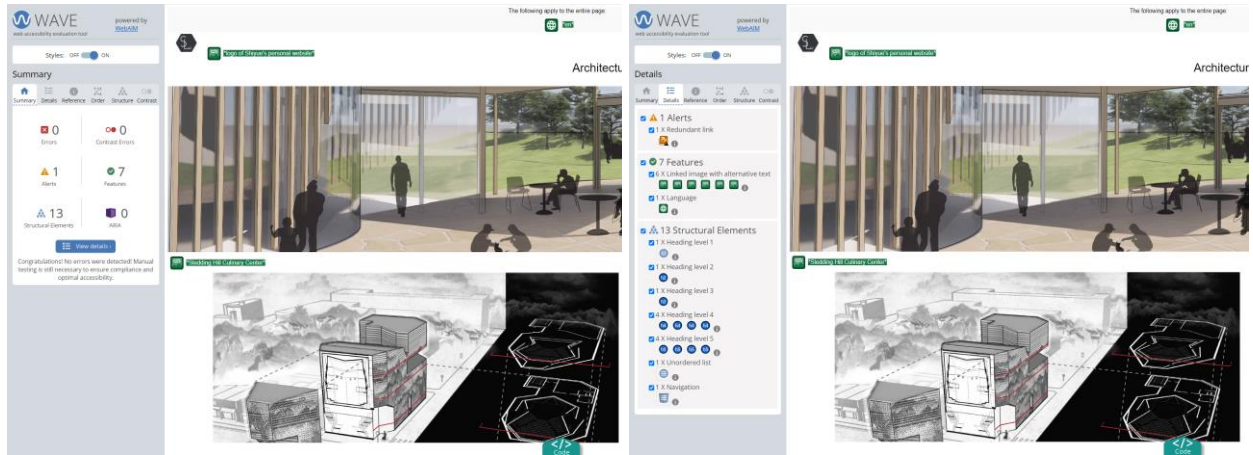 WAVE
powered by
WebAIM
web accessibility evaluation tool
Styles: OFF ON
Summary
Summary Details Reference Order Structure Contrast
0
Errors
0
Contrast Errors
1
Alerts
7
Features
13
Structural Elements
0
ARIA
View details ›
Congratulations! No errors were detected! Manual
testing is still necessary to ensure compliance and
optimal accessibility.
The following apply to the entire page
"en"
"logo of Shiyue's personal website"
Architectu
"Sledding Hill Culinary Center"
</>
Code
WAVE
powered by
WebAIM
web accessibility evaluation tool
Styles: OFF ON
Details
Summary Details Reference Order Structure Contrast
1 Alerts
1 X Redundant link
7 Features
6 X Linked image with alternative text
1 X Language
13 Structural Elements
1 X Heading level 1
1 X Heading level 2
1 X Heading level 3
4 X Heading level 4
4 X Heading level 5
1 X Unordered list
1 X Navigation
The following apply to the entire page
"en"
"logo of Shiyue's personal website"
Architectur
"Sledding Hill Culinary Center"
</>
Code